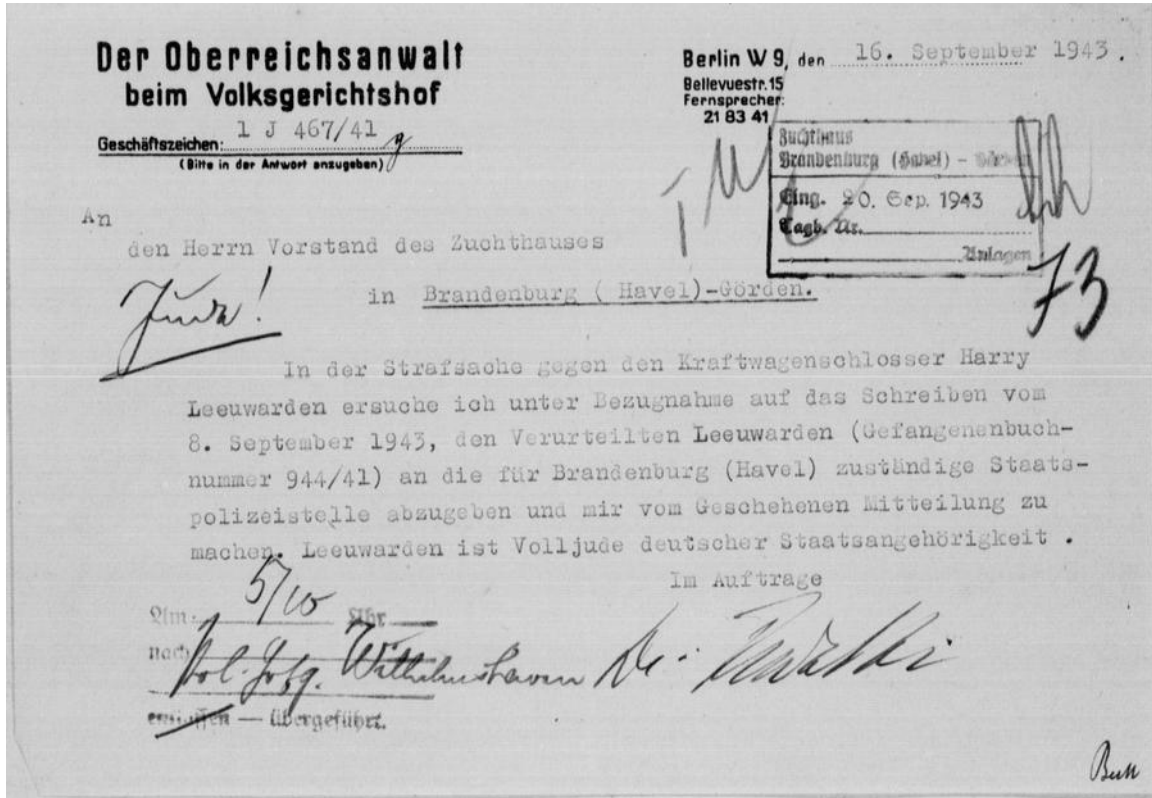 Der Oberreichsanwalt
beim Volksgerichtshof
Geschäftszeichen: 1 J 467/41 g
(Bitte in der Antwort anzugeben)
Berlin W 9, den 16. September 1943.
Bellevuestr. 15
Fernsprecher:
21 83 41
Zuchthaus
Brandenburg (Havel) - Görden
Eing. 20. Sep. 1943
Tagb. Nr.
Anlagen
73
An
den Herrn Vorstand des Zuchthauses
in Brandenburg ( Havel)-Görden.
Jude!
In der Strafsache gegen den Kraftwagenschlosser Harry
Leeuwarden ersuche ich unter Bezugnahme auf das Schreiben vom
8. September 1943, den Verurteilten Leeuwarden (Gefangenenbuch-
nummer 944/41) an die für Brandenburg (Havel) zuständige Staats-
polizeistelle abzugeben und mir vom Geschehenen Mitteilung zu
machen. Leeuwarden ist Volljude deutscher Staatsangehörigkeit .
Im Auftrage
Am 5/10 Uhr
nach Pol. Gefg. Wilhelmshaven
entlassen — übergeführt.
Dr.